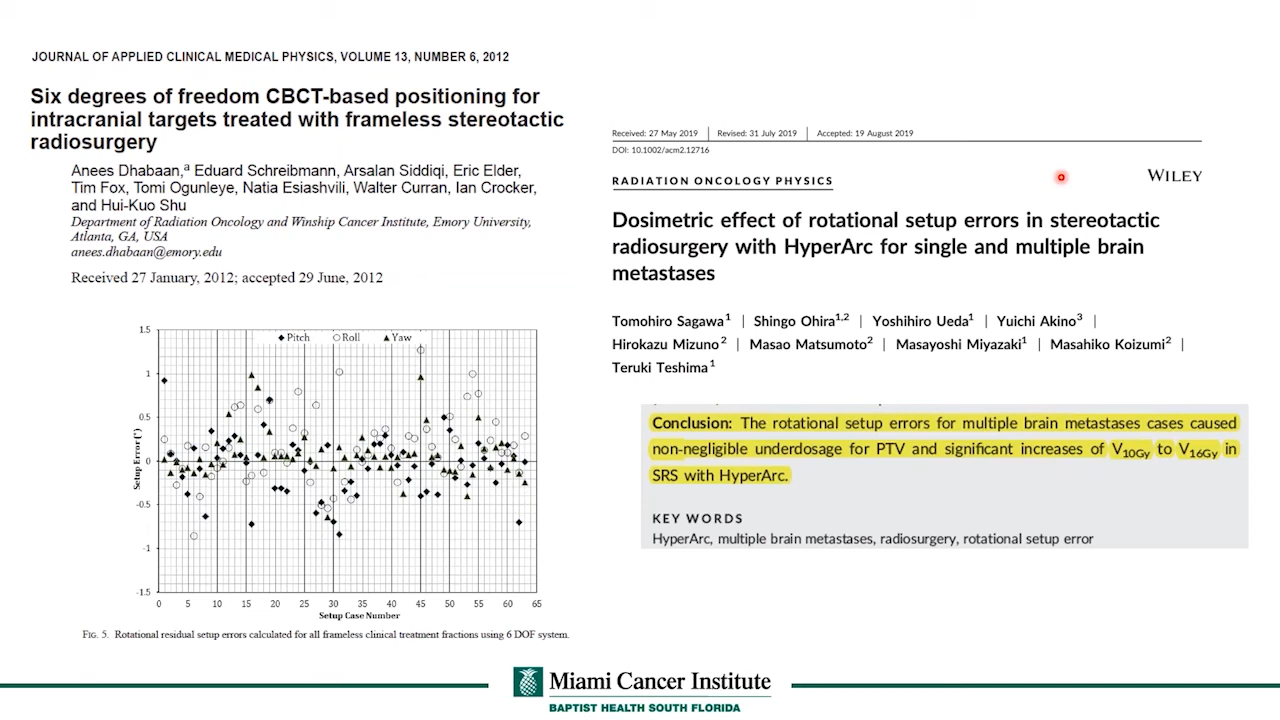 JOURNAL OF APPLIED CLINICAL MEDICAL PHYSICS, VOLUME 13, NUMBER 6, 2012
Six degrees of freedom CBCT-based positioning for
intracranial targets treated with frameless stereotactic
radiosurgery
Anees Dhabaan,a Eduard Schreibmann, Arsalan Siddiqi, Eric Elder,
Tim Fox, Tomi Ogunleye, Natia Esiashvili, Walter Curran, Ian Crocker,
and Hui-Kuo Shu
Department of Radiation Oncology and Winship Cancer Institute, Emory University,
Atlanta, GA, USA
anees.dhabaan@emory.edu
Received 27 January, 2012; accepted 29 June, 2012
Pitch Roll Yaw
1.5
1
0.5
0
-0.5
-1
-1.5
Setup Error (°)
0 5 10 15 20 25 30 35 40 45 50 55 60 65
Setup Case Number
FIG. 5. Rotational residual setup errors calculated for all frameless clinical treatment fractions using 6 DOF system.
Received: 27 May 2019 | Revised: 31 July 2019 | Accepted: 19 August 2019
DOI: 10.1002/acm2.12716
RADIATION ONCOLOGY PHYSICS
WILEY
Dosimetric effect of rotational setup errors in stereotactic
radiosurgery with HyperArc for single and multiple brain
metastases
Tomohiro Sagawa1 | Shingo Ohira1,2 | Yoshihiro Ueda1 | Yuichi Akino3 |
Hirokazu Mizuno2 | Masao Matsumoto2 | Masayoshi Miyazaki1 | Masahiko Koizumi2 |
Teruki Teshima1
Conclusion: The rotational setup errors for multiple brain metastases cases caused
non-negligible underdosage for PTV and significant increases of V10Gy to V16Gy in
SRS with HyperArc.
KEY WORDS
HyperArc, multiple brain metastases, radiosurgery, rotational setup error
Miami Cancer Institute
BAPTIST HEALTH SOUTH FLORIDA